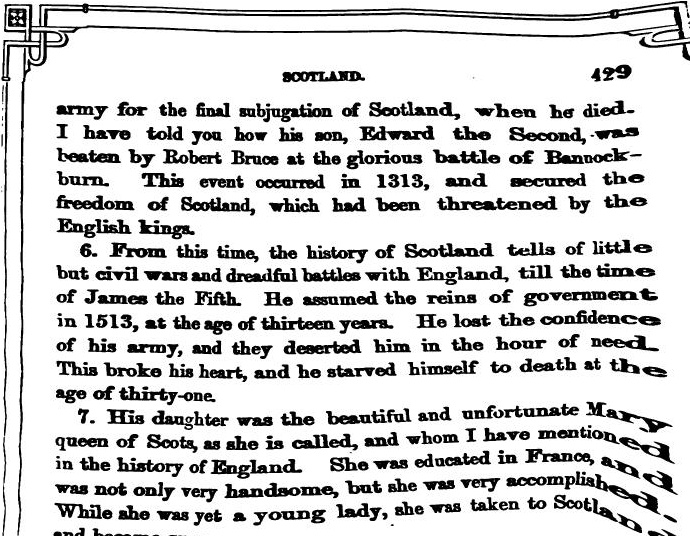 SCOTLAND. 429
army for the final subjugation of Scotland, when he died.
I have told you how his son, Edward the Second, was
beaten by Robert Bruce at the glorious battle of Bannock-
burn. This event occurred in 1313, and secured the
freedom of Scotland, which had been threatened by the
English kings.
6. From this time, the history of Scotland tells of little
but civil wars and dreadful battles with England, till the time
of James the Fifth. He assumed the reins of government
in 1513, at the age of thirteen years. He lost the confidence
of his army, and they deserted him in the hour of need.
This broke his heart, and he starved himself to death at the
age of thirty-one.
7. His daughter was the beautiful and unfortunate Mary
queen of Scots, as she is called, and whom I have mentioned
in the history of England. She was educated in France, and
was not only very handsome, but she was very accomplished.
While she was yet a young lady, she was taken to Scotland